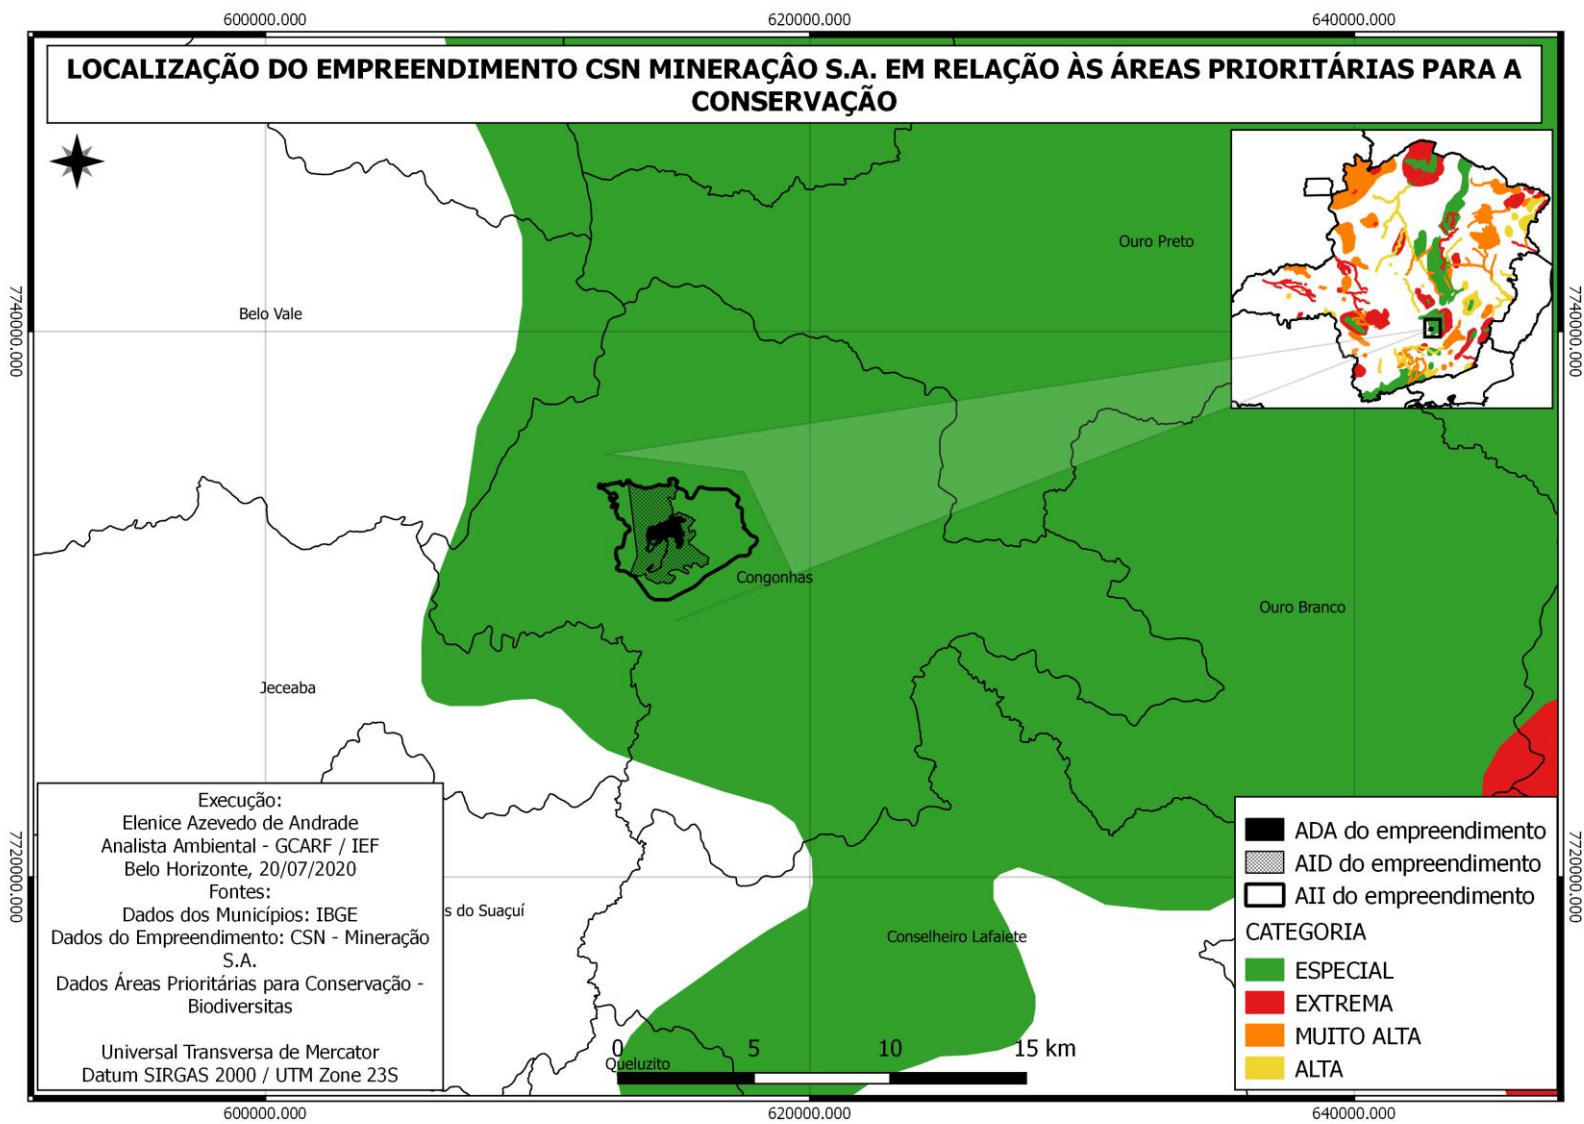 600000.000
620000.000
640000.000
LOCALIZAÇÃO DO EMPREENDIMENTO CSN MINERAÇÂO S.A. EM RELAÇÃO ÀS ÁREAS PRIORITÁRIAS PARA A
CONSERVAÇÃO
Ouro Preto
Belo Vale
7740000.000
7740000.000
Congonhas
Ouro Branco
Jeceaba
Execução:
Elenice Azevedo de Andrade
Analista Ambiental - GCARF / IEF
Belo Horizonte, 20/07/2020
Fontes:
Dados dos Municípios: IBGE
Dados do Empreendimento: CSN - Mineração
S.A.
Dados Áreas Prioritárias para Conservação -
Biodiversitas
Universal Transversa de Mercator
Datum SIRGAS 2000 / UTM Zone 23S
7720000.000
7720000.000
s do Suaçuí
Conselheiro Lafaiete
Queluzito
0 5 10 15 km
ADA do empreendimento
AID do empreendimento
AII do empreendimento
CATEGORIA
ESPECIAL
EXTREMA
MUITO ALTA
ALTA
600000.000
620000.000
640000.000